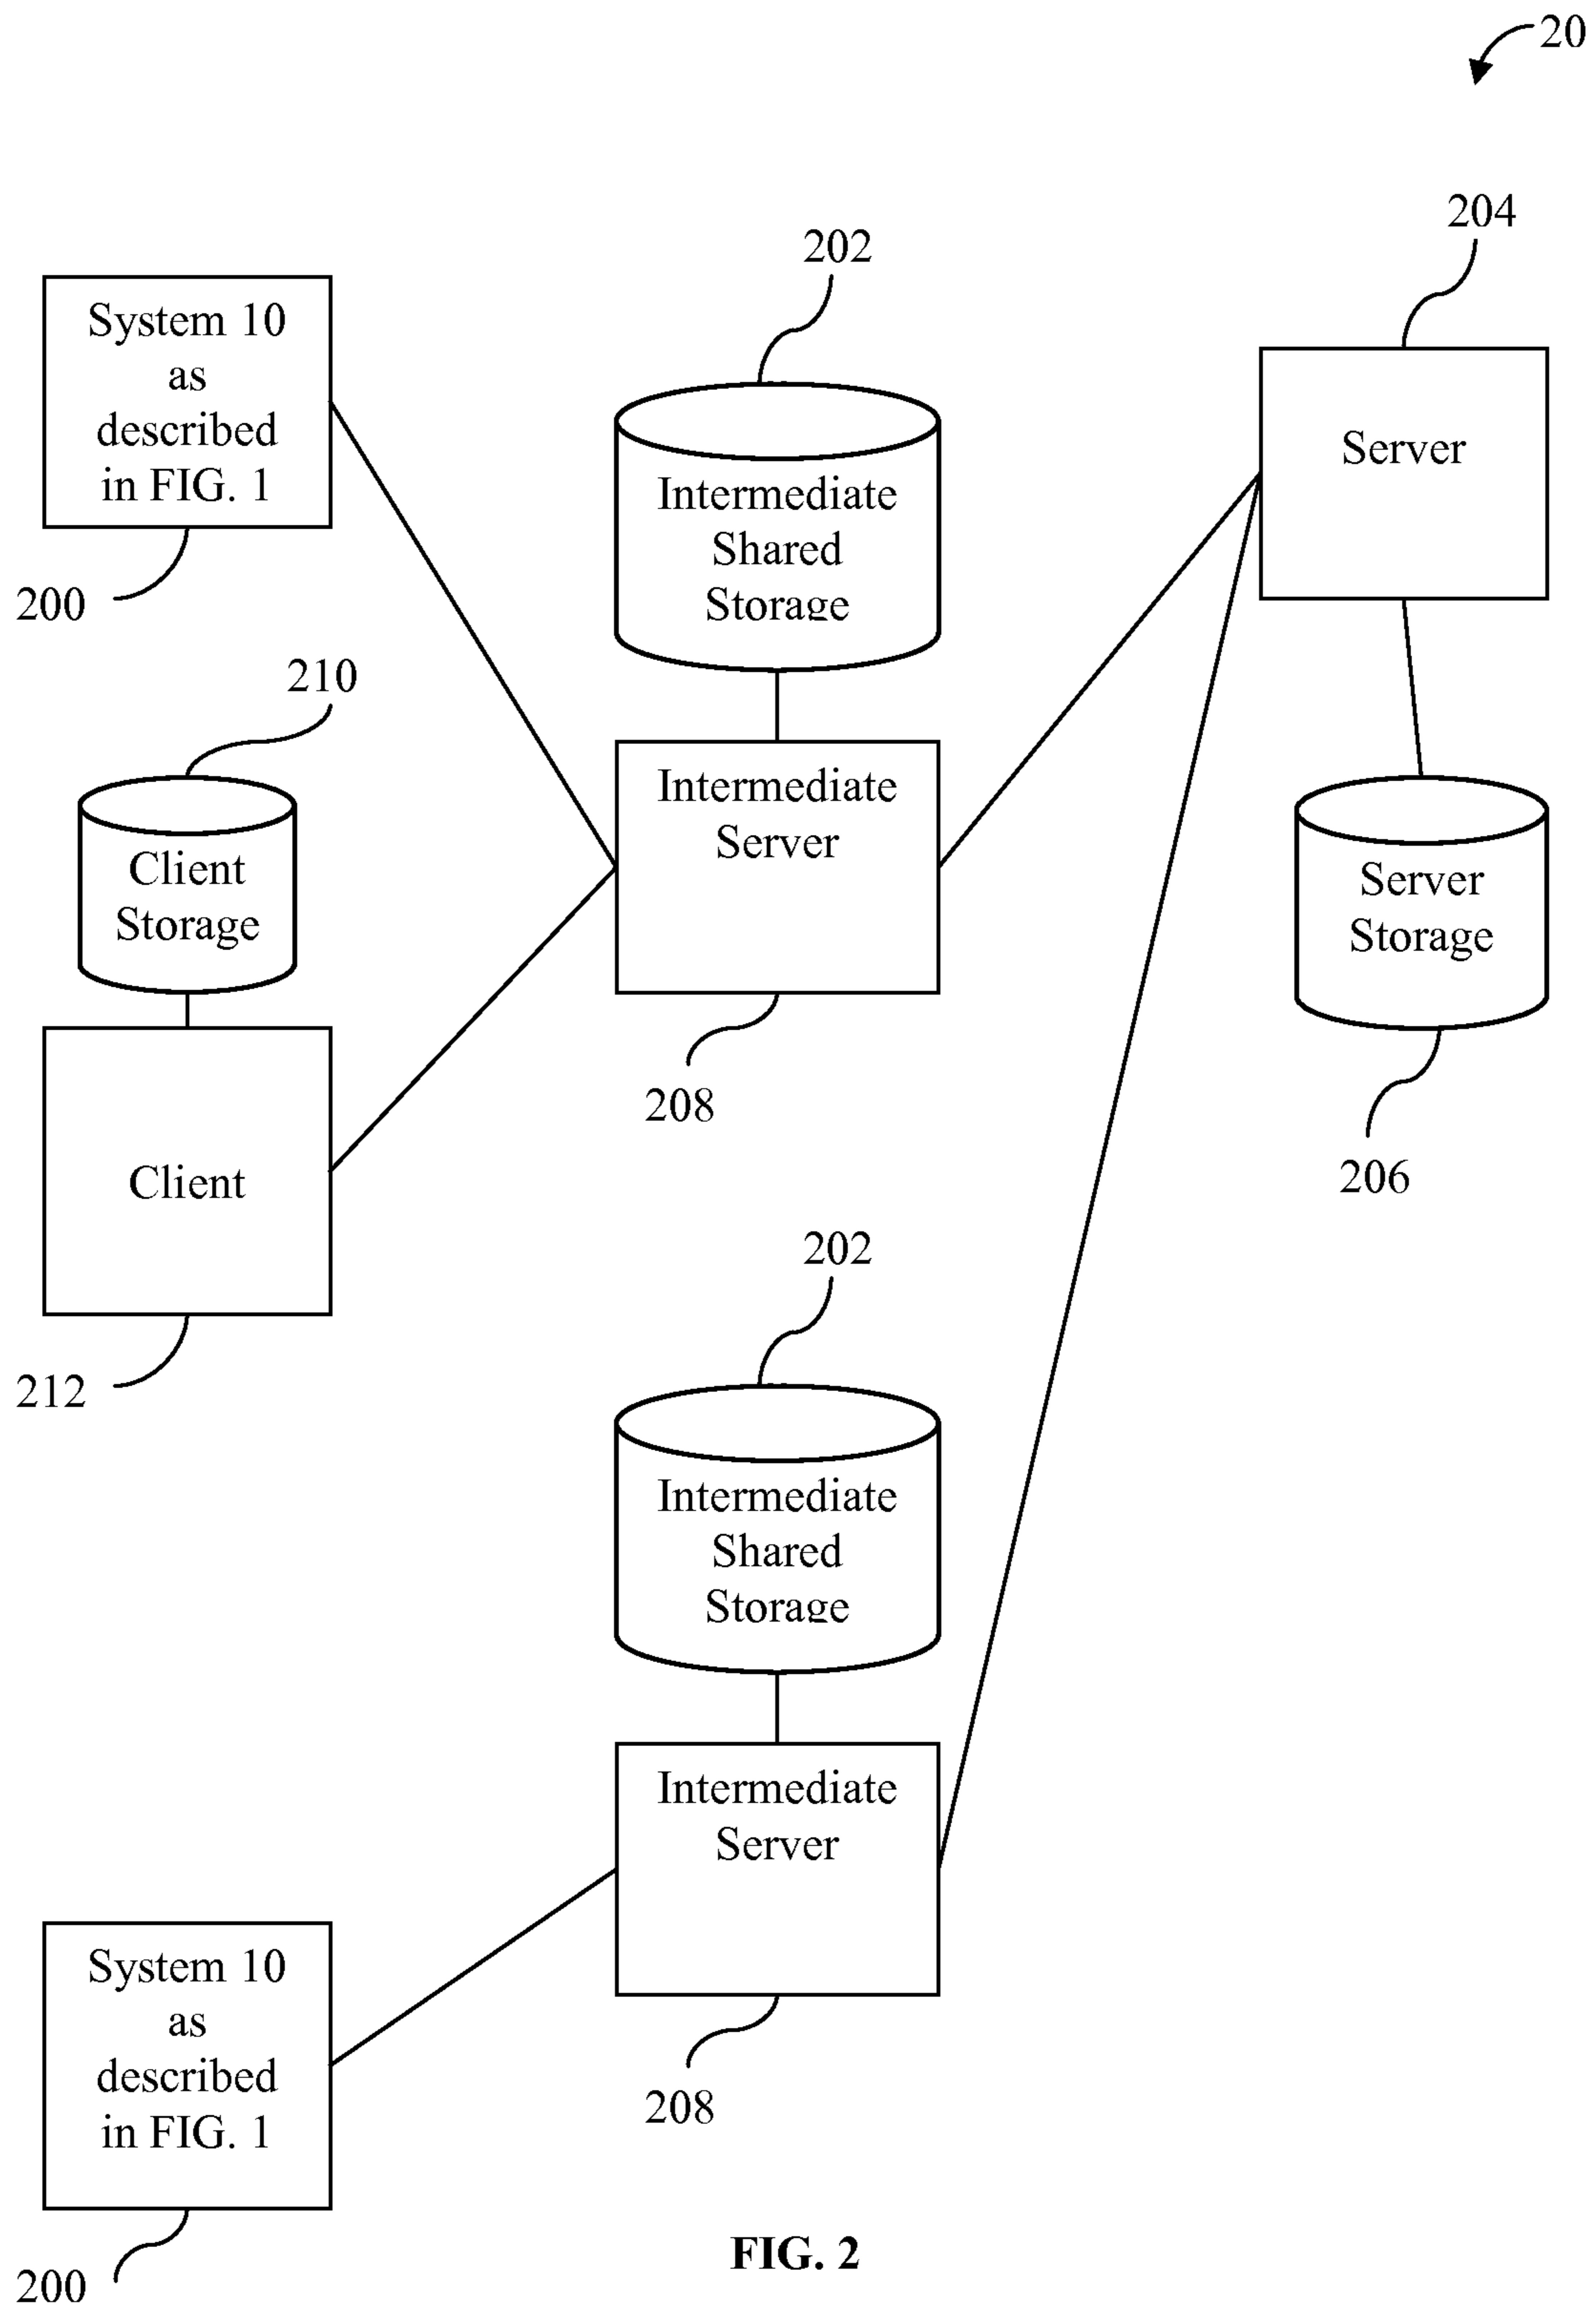 20
204
202
System 10
as
described
in FIG. 1
200
Intermediate
Shared
Storage
Server
210
Client
Storage
Intermediate
Server
Server
Storage
208
206
Client
212
202
Intermediate
Shared
Storage
Intermediate
Server
208
System 10
as
described
in FIG. 1
200
FIG. 2